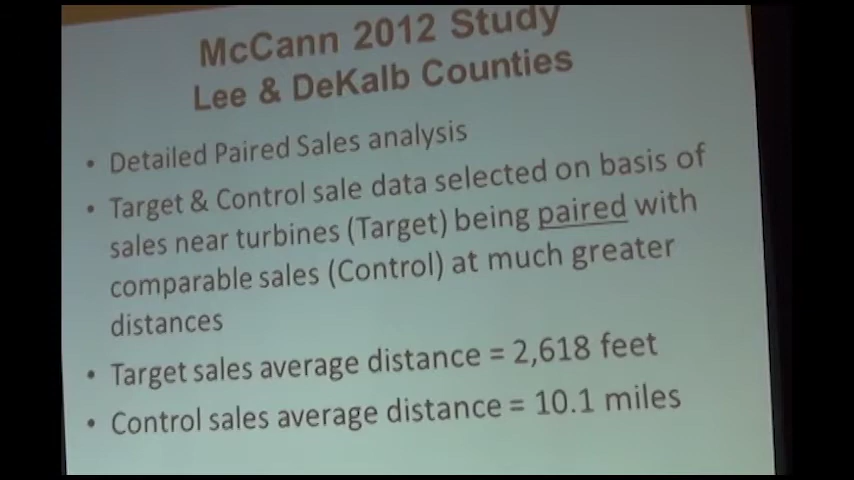 McCann 2012 Study
Lee & DeKalb Counties
• Detailed Paired Sales analysis
• Target & Control sale data selected on basis of
sales near turbines (Target) being paired with
comparable sales (Control) at much greater
distances
• Target sales average distance = 2,618 feet
• Control sales average distance = 10.1 miles